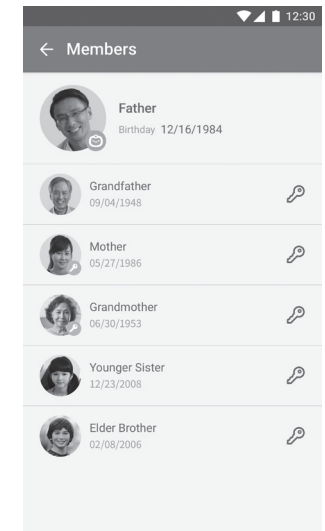 12:30
Members
Father
Birthday 12/16/1984
Grandfather
09/04/1948
Mother
05/27/1986
Grandmother
06/30/1953
Younger Sister
12/23/2008
Elder Brother
02/08/2006